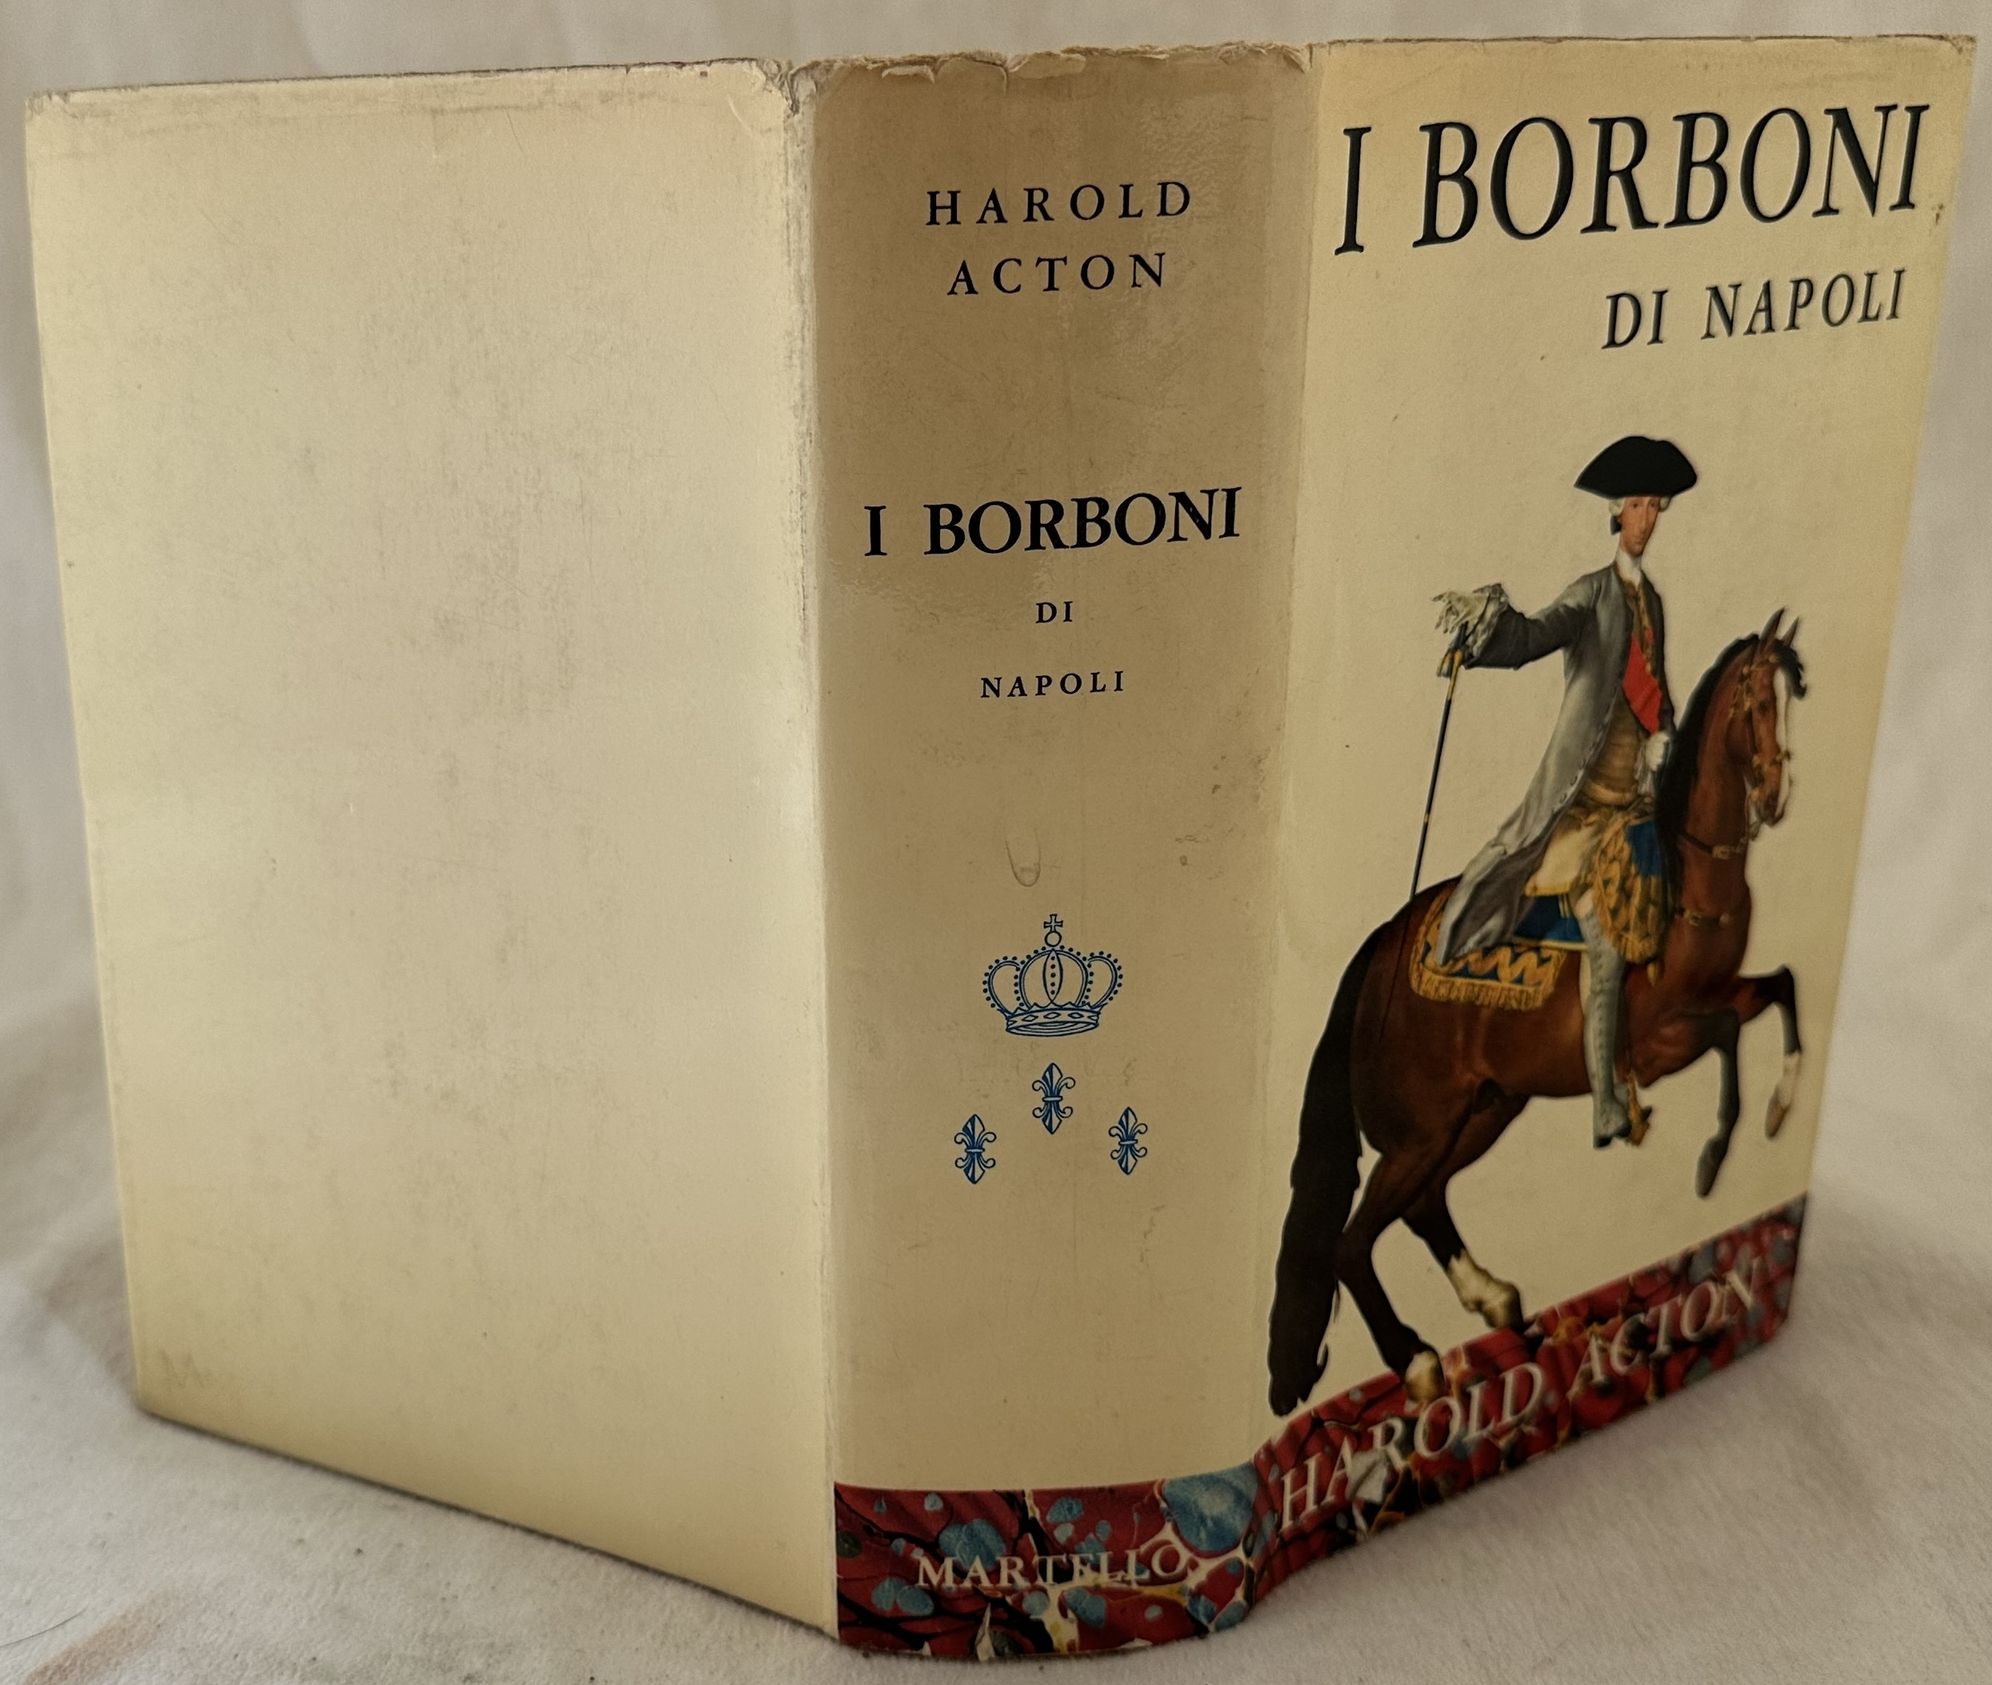 HAROLD
ACTON
I BORBONI
DI
NAPOLI
MARTELLO
I BORBONI
DI NAPOLI
HAROLD ACTON